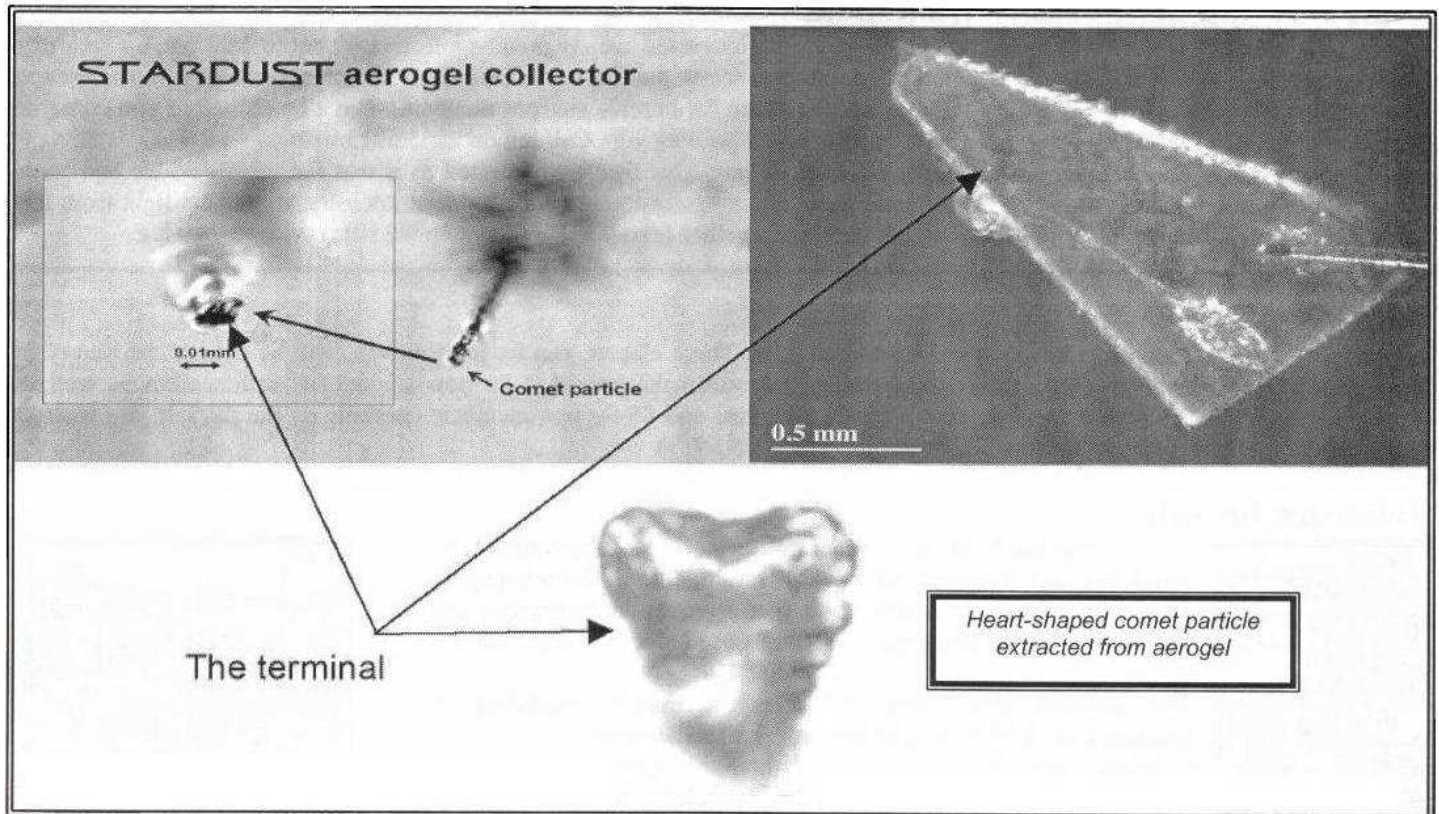 STARDUST aerogel collector
0.01mm
Comet particle
0.5 mm
The terminal
Heart-shaped comet particle
extracted from aerogel